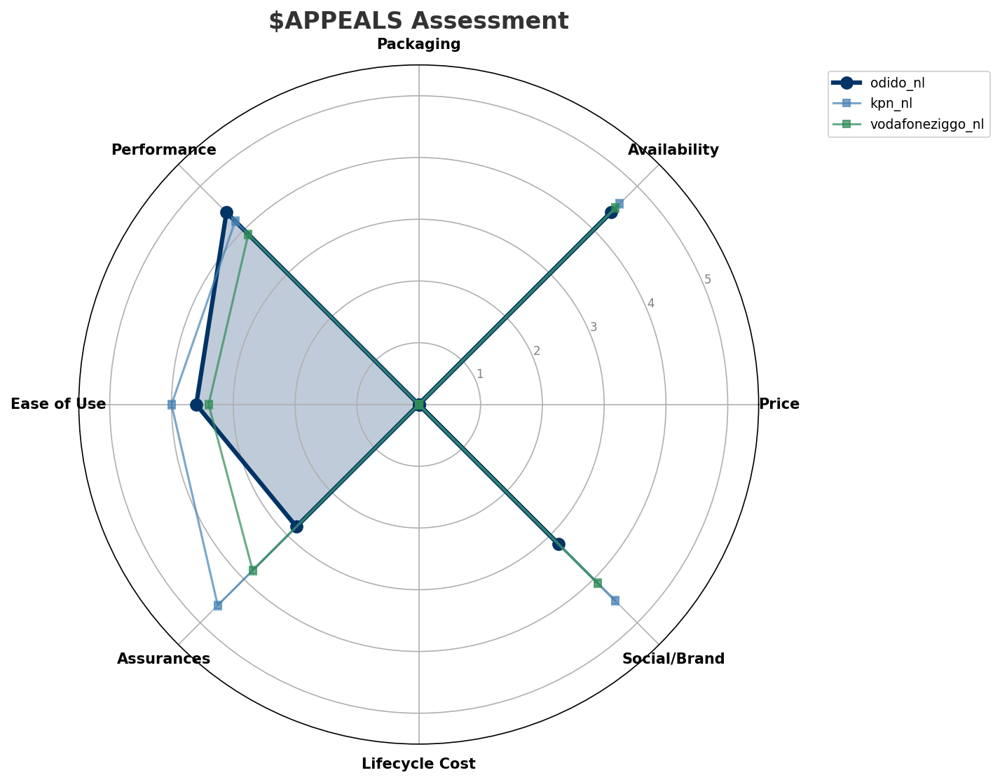 $APPEALS Assessment
Packaging
odido_nl
kpn_nl
vodafoneziggo_nl
Performance
Availability
5
4
3
2
1
Ease of Use
Price
Assurances
Social/Brand
Lifecycle Cost